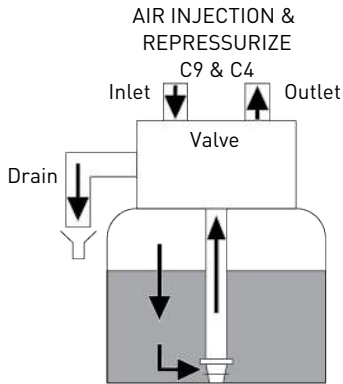 AIR INJECTION &
REPRESSURIZE
C9 & C4
Inlet Outlet
Valve
Drain